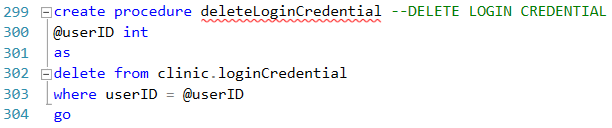 299 create procedure deleteLoginCredential --DELETE LOGIN CREDENTIAL
300 @userID int
301 as
302 delete from clinic.loginCredential
303 where userID = @userID
304 go